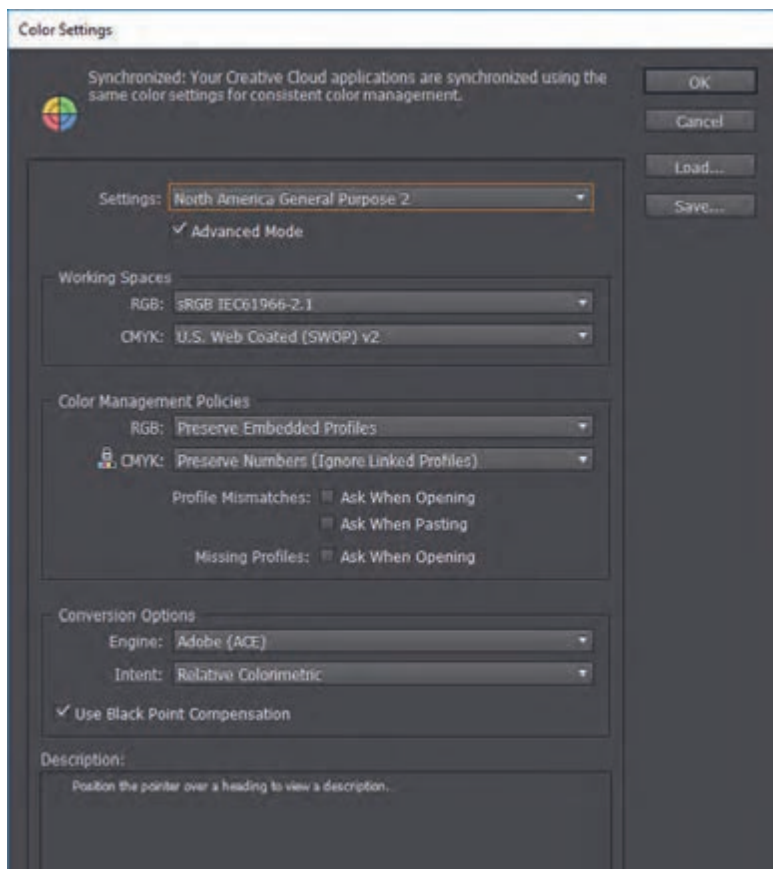 Color Settings
Synchronized: Your Creative Cloud applications are synchronized using the
same color settings for consistent color management.
OK
Cancel
Load...
Save...
Settings: North America General Purpose 2
Advanced Mode
Working Spaces
RGB: sRGB IEC61966-2.1
CMYK: U.S. Web Coated (SWOP) v2
Color Management Policies
RGB: Preserve Embedded Profiles
CMYK: Preserve Numbers (Ignore Linked Profiles)
Profile Mismatches: Ask When Opening
Ask When Pasting
Missing Profiles: Ask When Opening
Conversion Options
Engine: Adobe (ACE)
Intent: Relative Colorimetric
Use Black Point Compensation
Description:
Position the pointer over a heading to view a description.